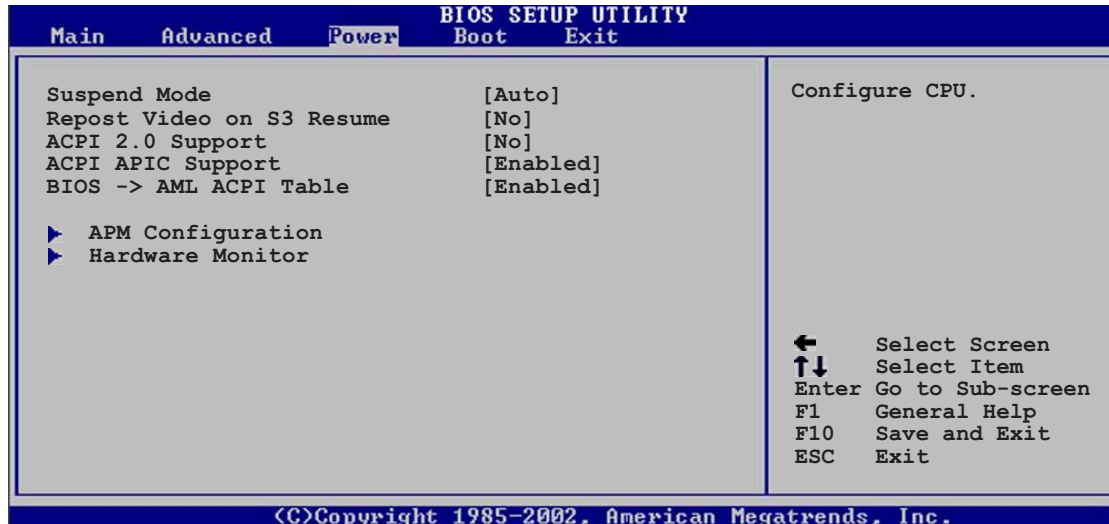 BIOS SETUP UTILITY
Main Advanced Power Boot Exit
Suspend Mode [Auto]
Repost Video on S3 Resume [No]
ACPI 2.0 Support [No]
ACPI APIC Support [Enabled]
BIOS -> AML ACPI Table [Enabled]
APM Configuration
Hardware Monitor
Configure CPU.
← Select Screen
↑↓ Select Item
Enter Go to Sub-screen
F1 General Help
F10 Save and Exit
ESC Exit
(C)Copyright 1985-2002, American Megatrends, Inc.